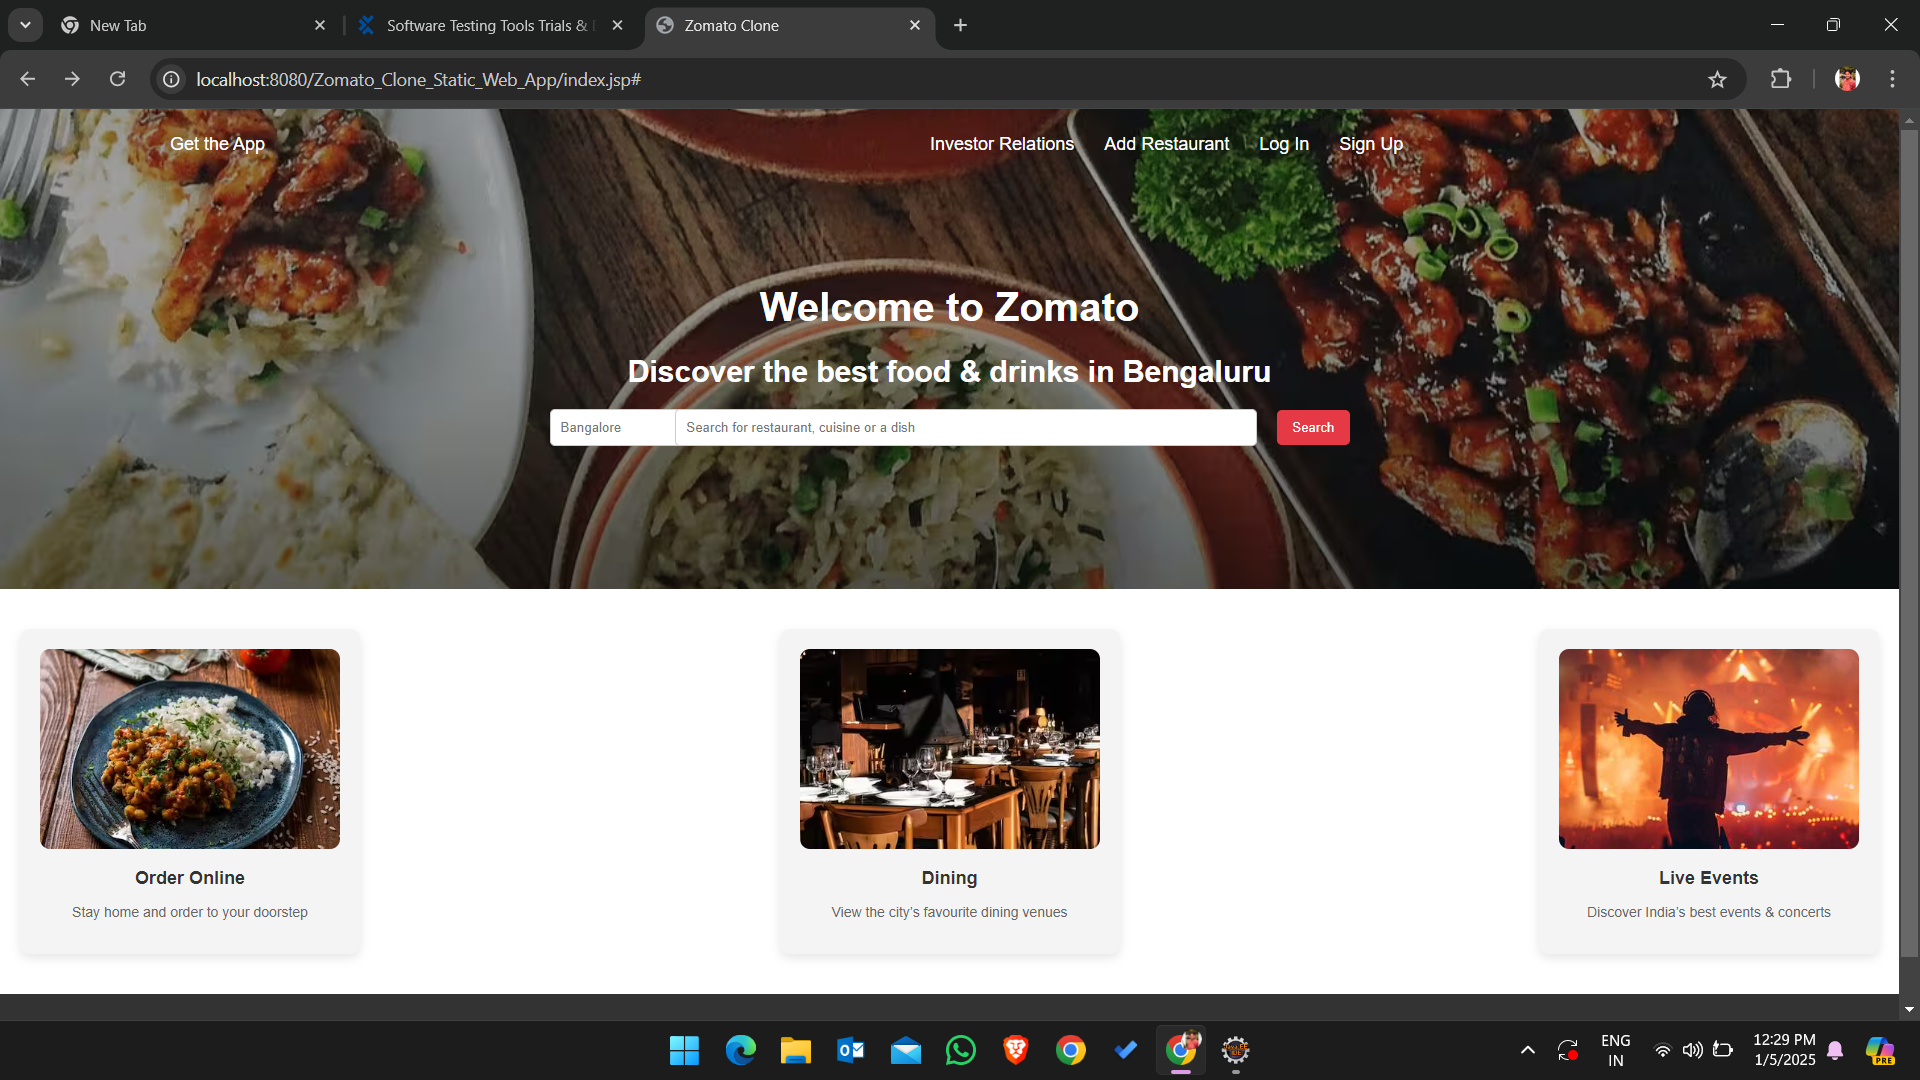 New Tab
Software Testing Tools Trials &
Zomato Clone
localhost:8080/Zomato_Clone_Static_Web_App/index.jsp#
Get the App
Investor Relations
Add Restaurant
Log In
Sign Up
Welcome to Zomato
Discover the best food & drinks in Bengaluru
Bangalore
Search for restaurant, cuisine or a dish
Search
Order Online
Stay home and order to your doorstep
Dining
View the city’s favourite dining venues
Live Events
Discover India’s best events & concerts
ENG
IN
12:29 PM
1/5/2025
PRE